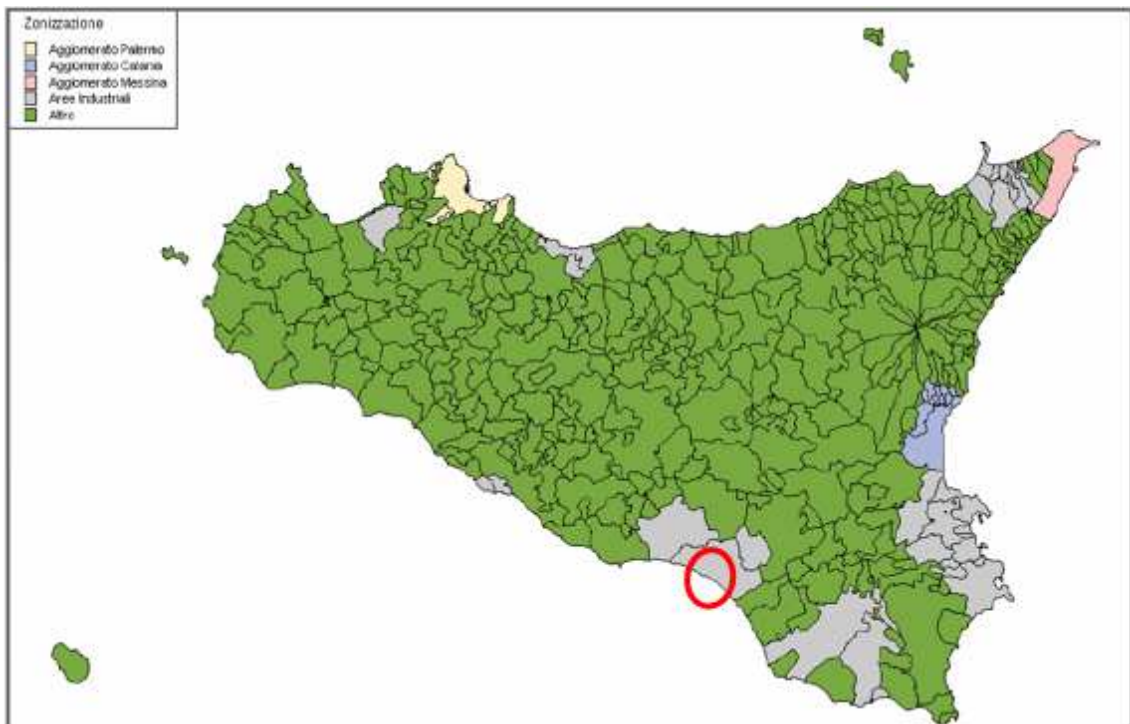 Zonizzazione
Agglomerato Palermo
Agglomerato Catania
Agglomerato Messina
Aree Industriali
Altro